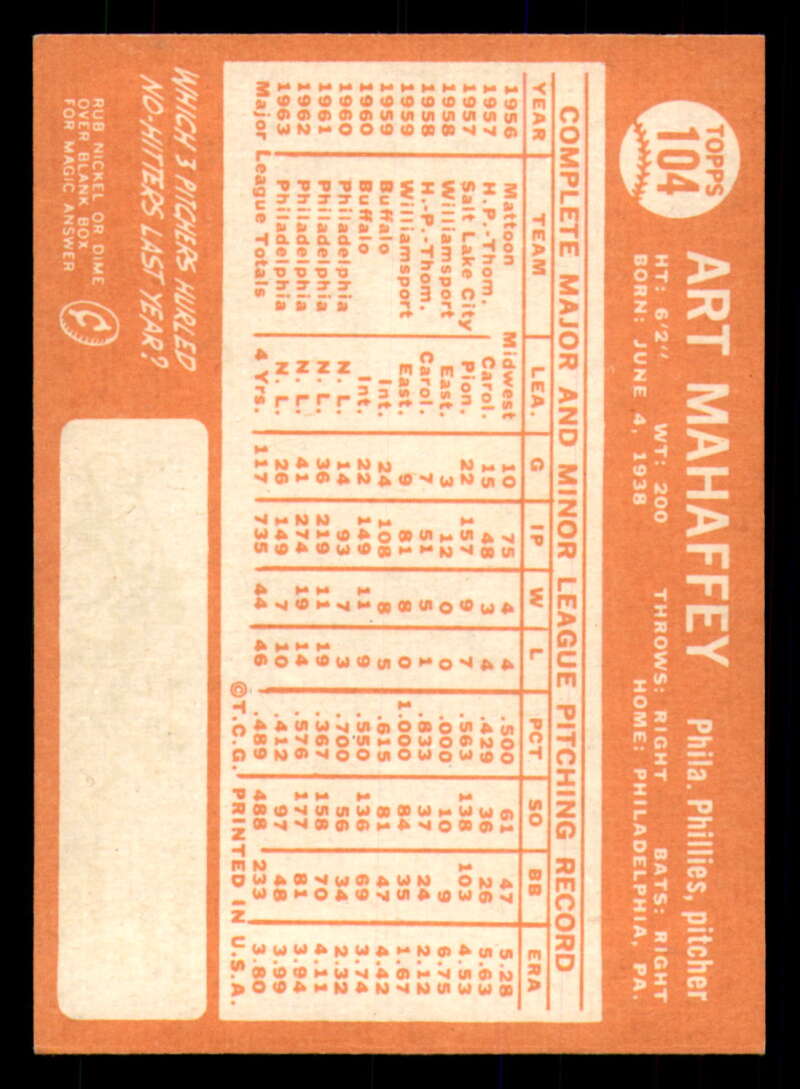 TOPPS
104
ART MAHAFFEY Phila. Phillies, pitcher
HT: 6'2" WT: 200 THROWS: RIGHT BATS: RIGHT
BORN: JUNE 4, 1938 HOME: PHILADELPHIA, PA.
COMPLETE MAJOR AND MINOR LEAGUE PITCHING RECORD
YEAR TEAM LEA. G IP W L PCT SO BB ERA
1956 Mattoon Midwest 10 75 4 4 .500 61 47 5.28
1957 H.P.-Thom. Carol. 15 48 3 4 .429 36 26 5.63
1957 Salt Lake City Pion. 22 157 9 7 .563 138 103 4.53
1958 Williamsport East. 3 12 0 0 .000 10 9 6.75
1958 H.-P.-Thom. Carol. 7 51 5 1 .833 37 24 2.12
1959 Williamsport East. 9 81 8 0 1.000 84 35 1.67
1959 Buffalo Int. 24 108 8 5 .615 81 47 4.42
1960 Buffalo Int. 22 149 11 9 .550 136 69 3.74
1960 Philadelphia N. L. 14 93 7 3 .700 56 34 2.32
1961 Philadelphia N. L. 36 219 11 19 .367 158 70 4.11
1962 Philadelphia N. L. 41 274 19 14 .576 177 81 3.94
1963 Philadelphia N. L. 26 149 7 10 .412 97 48 3.99
Major League Totals 4 Yrs. 117 735 44 46 .489 488 233 3.80
©T.C.G. PRINTED IN U.S.A.
WHICH 3 PITCHERS HURLED
NO-HITTERS LAST YEAR?
RUB NICKEL OR DIME
OVER BLANK BOX
FOR MAGIC ANSWER